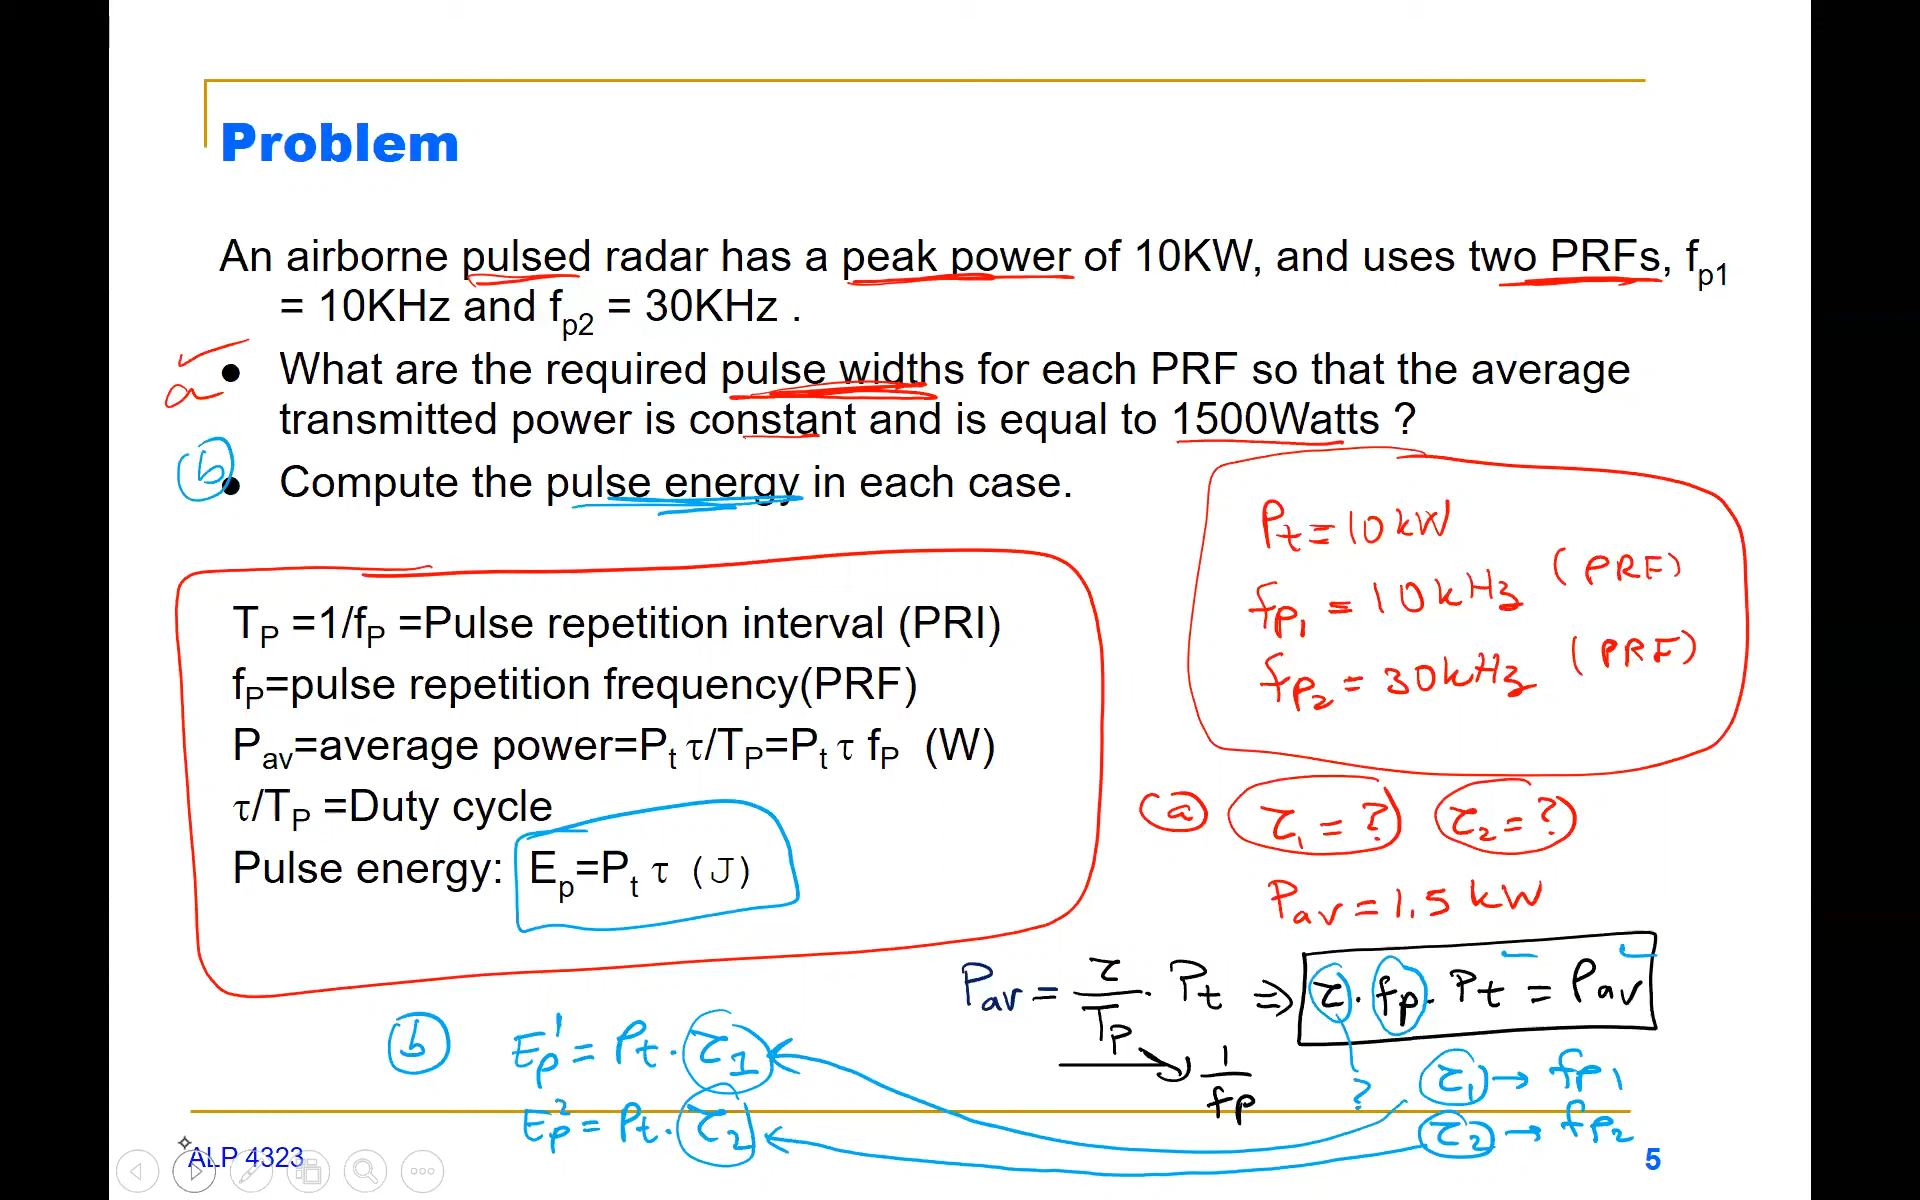 Problem
An airborne pulsed radar has a peak power of 10KW, and uses two PRFs, fp1
= 10KHz and fp2 = 30KHz .
a
● What are the required pulse widths for each PRF so that the average
transmitted power is constant and is equal to 1500Watts ?
b
● Compute the pulse energy in each case.
Pt = 10 kW
fp1 = 10 kHz (PRF)
fp2 = 30 kHz (PRF)
TP =1/fP =Pulse repetition interval (PRI)
fP=pulse repetition frequency(PRF)
Pav=average power=Pt τ/TP=Pt τ fP (W)
τ/TP =Duty cycle
Pulse energy: Ep=Pt τ (J)
(a) τ1 = ? τ2 = ?
Pav = 1.5 kW
Pav = τ/Tp · Pt ⇒ τ · fp · Pt = Pav
→ 1/fp
?
τ1 → fp1
τ2 → fp2
b Ep1 = Pt · τ1
Ep2 = Pt · τ2
ALP 4323
5